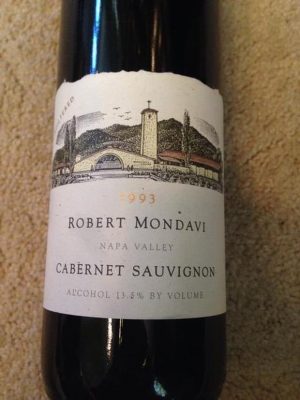 1993
ROBERT MONDAVI
NAPA VALLEY
CABERNET SAUVIGNON
ALCOHOL 13.5% BY VOLUME